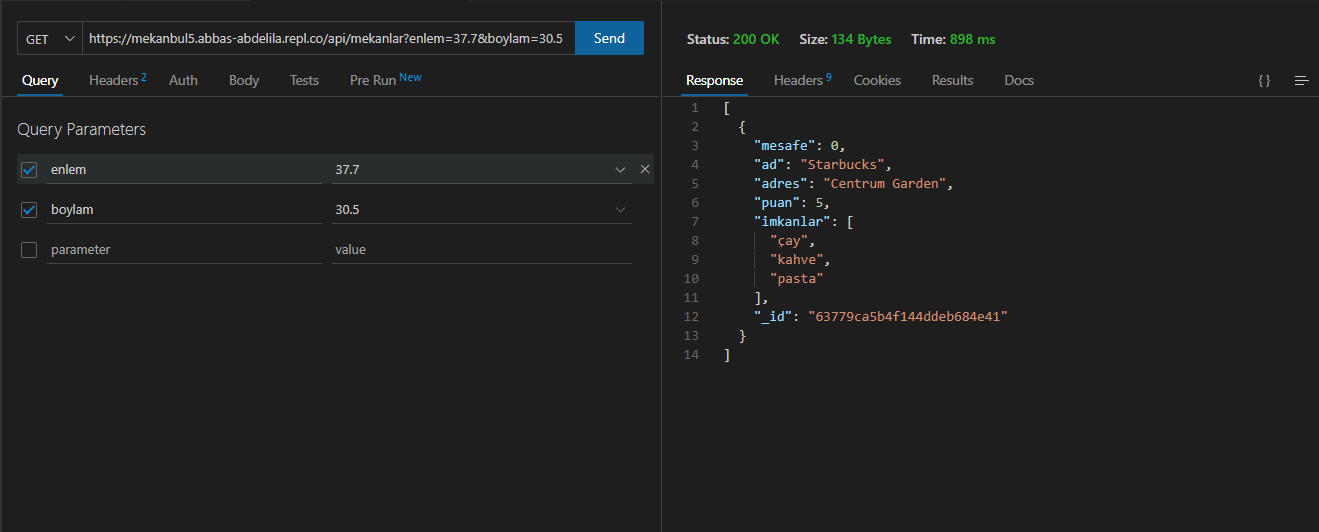 GET https://mekanbul5.abbas-abdelila.repl.co/api/mekanlar?enlem=37.7&boylam=30.5 Send
Query Headers 2 Auth Body Tests Pre Run New
Query Parameters
enlem 37.7
boylam 30.5
parameter value
Status: 200 OK Size: 134 Bytes Time: 898 ms
Response Headers 9 Cookies Results Docs { }
1 [
2 {
3 "mesafe": 0,
4 "ad": "Starbucks",
5 "adres": "Centrum Garden",
6 "puan": 5,
7 "imkanlar": [
8 "çay",
9 "kahve",
10 "pasta"
11 ],
12 "_id": "63779ca5b4f144ddeb684e41"
13 }
14 ]